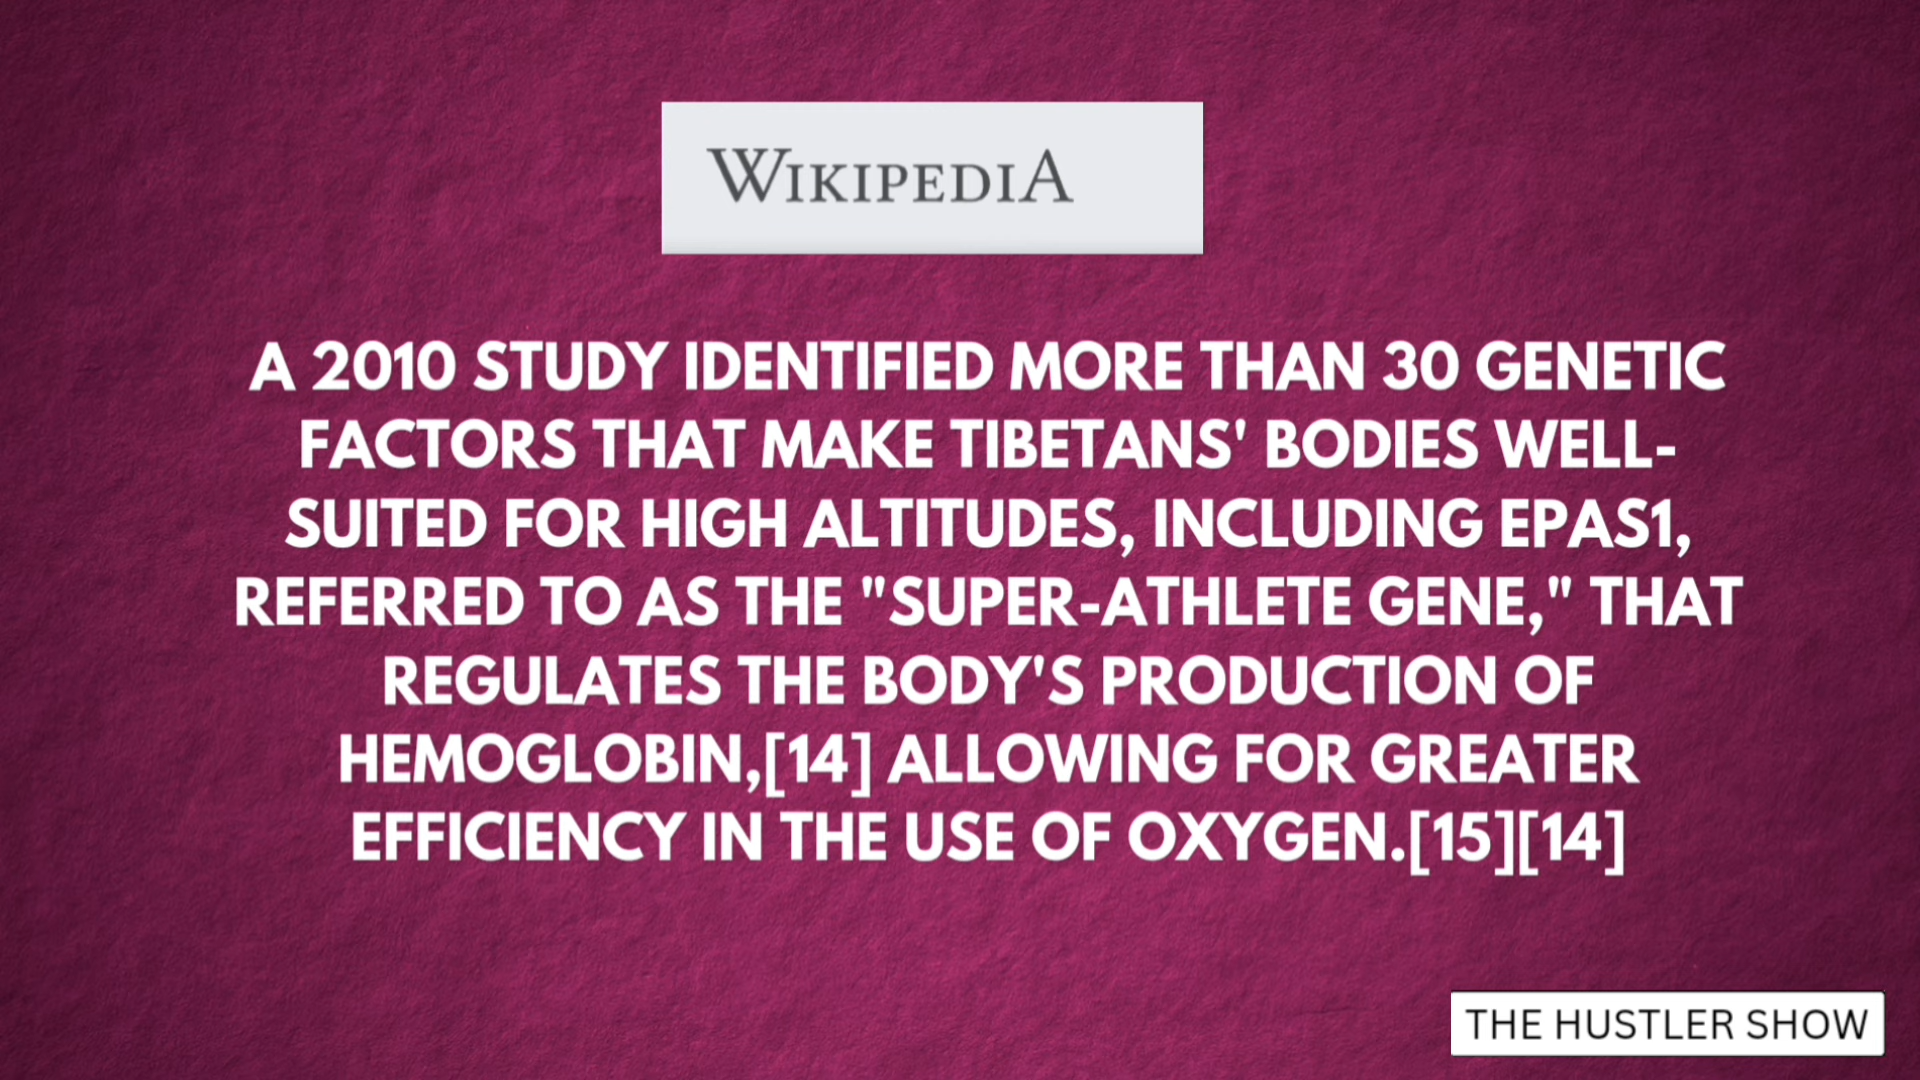 WIKIPEDIA
A 2010 STUDY IDENTIFIED MORE THAN 30 GENETIC
FACTORS THAT MAKE TIBETANS' BODIES WELL-
SUITED FOR HIGH ALTITUDES, INCLUDING EPAS1,
REFERRED TO AS THE "SUPER-ATHLETE GENE," THAT
REGULATES THE BODY'S PRODUCTION OF
HEMOGLOBIN,[14] ALLOWING FOR GREATER
EFFICIENCY IN THE USE OF OXYGEN.[15][14]
THE HUSTLER SHOW